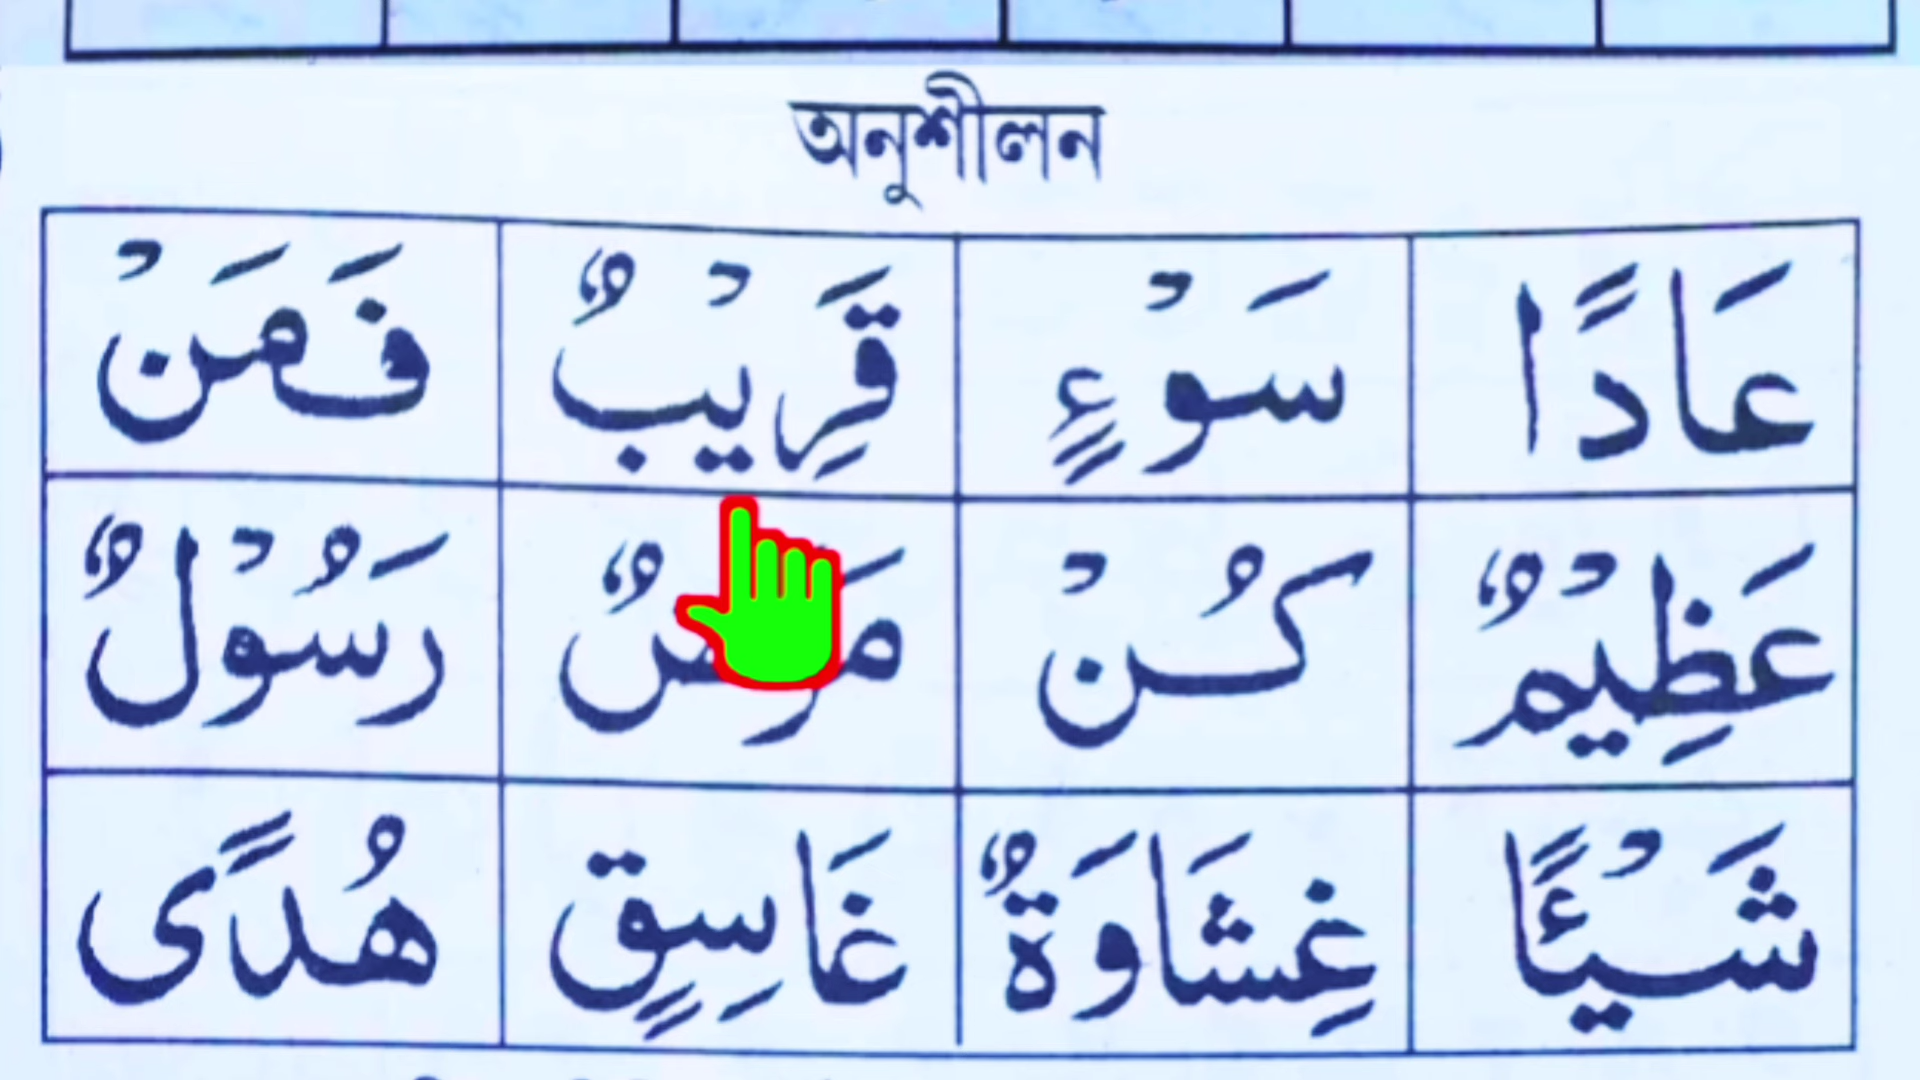 অনুশীলন
عَادًا سَوْءٍ قَرِيْبٌ فَمَنْ
عَظِيْمٌ كُنْ رَسُوْلٌ
شَيْئًا غِشَاوَةٌ غَاسِقٍ هُدًى